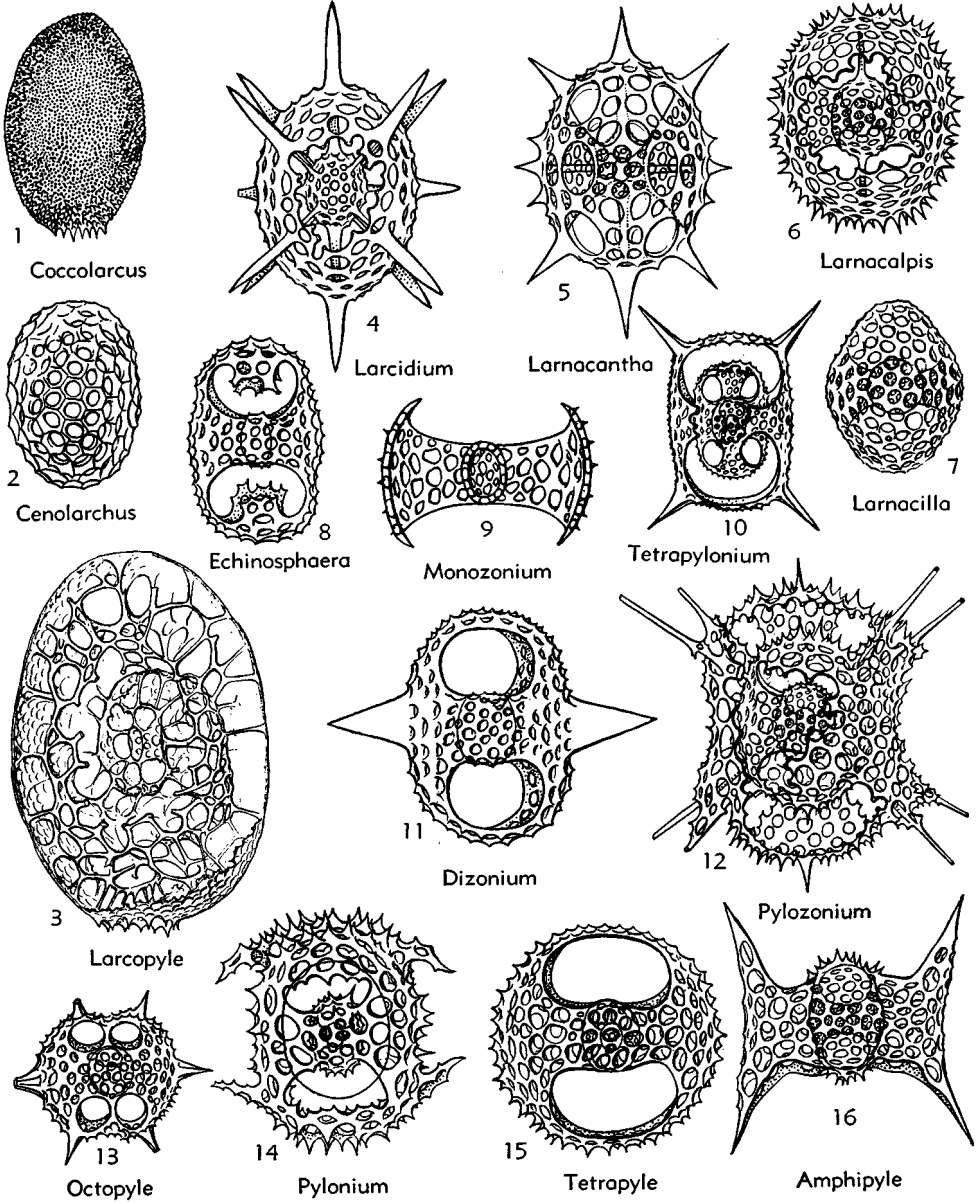 1
Coccolarcus
4
Larcidium
5
Larnacantha
6
Larnacalpis
2
Cenolarchus
8
Echinosphaera
9
Monozonium
10
Tetrapylonium
7
Larnacilla
3
Larcopyle
11
Dizonium
12
Pylozonium
13
Octopyle
14
Pylonium
15
Tetrapyle
16
Amphipyle